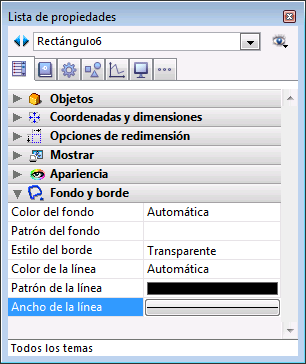 Lista de propiedades
Rectángulo6
Objetos
Coordenadas y dimensiones
Opciones de redimensión
Mostrar
Apariencia
Fondo y borde
Color del fondo Automática
Patrón del fondo
Estilo del borde Transparente
Color de la línea Automática
Patrón de la línea
Ancho de la línea
Todos los temas